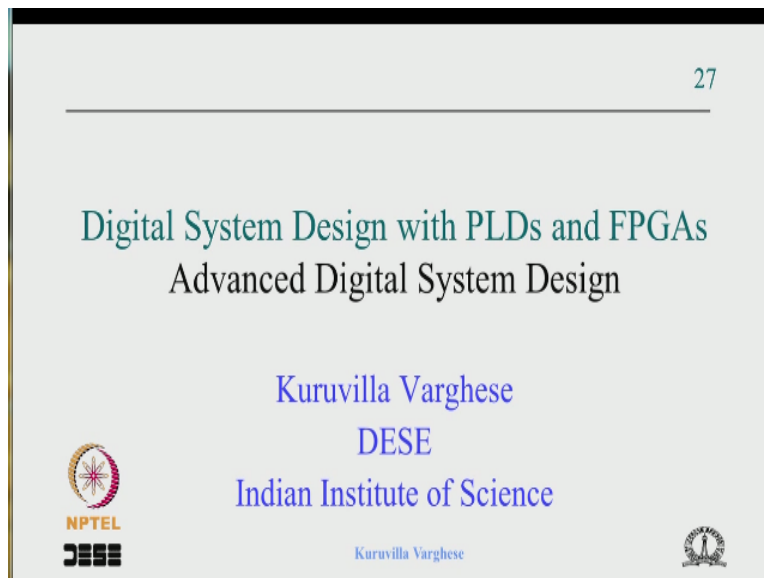 27
Digital System Design with PLDs and FPGAs
Advanced Digital System Design
Kuruvilla Varghese
DESE
Indian Institute of Science
NPTEL
DESE
Kuruvilla Varghese